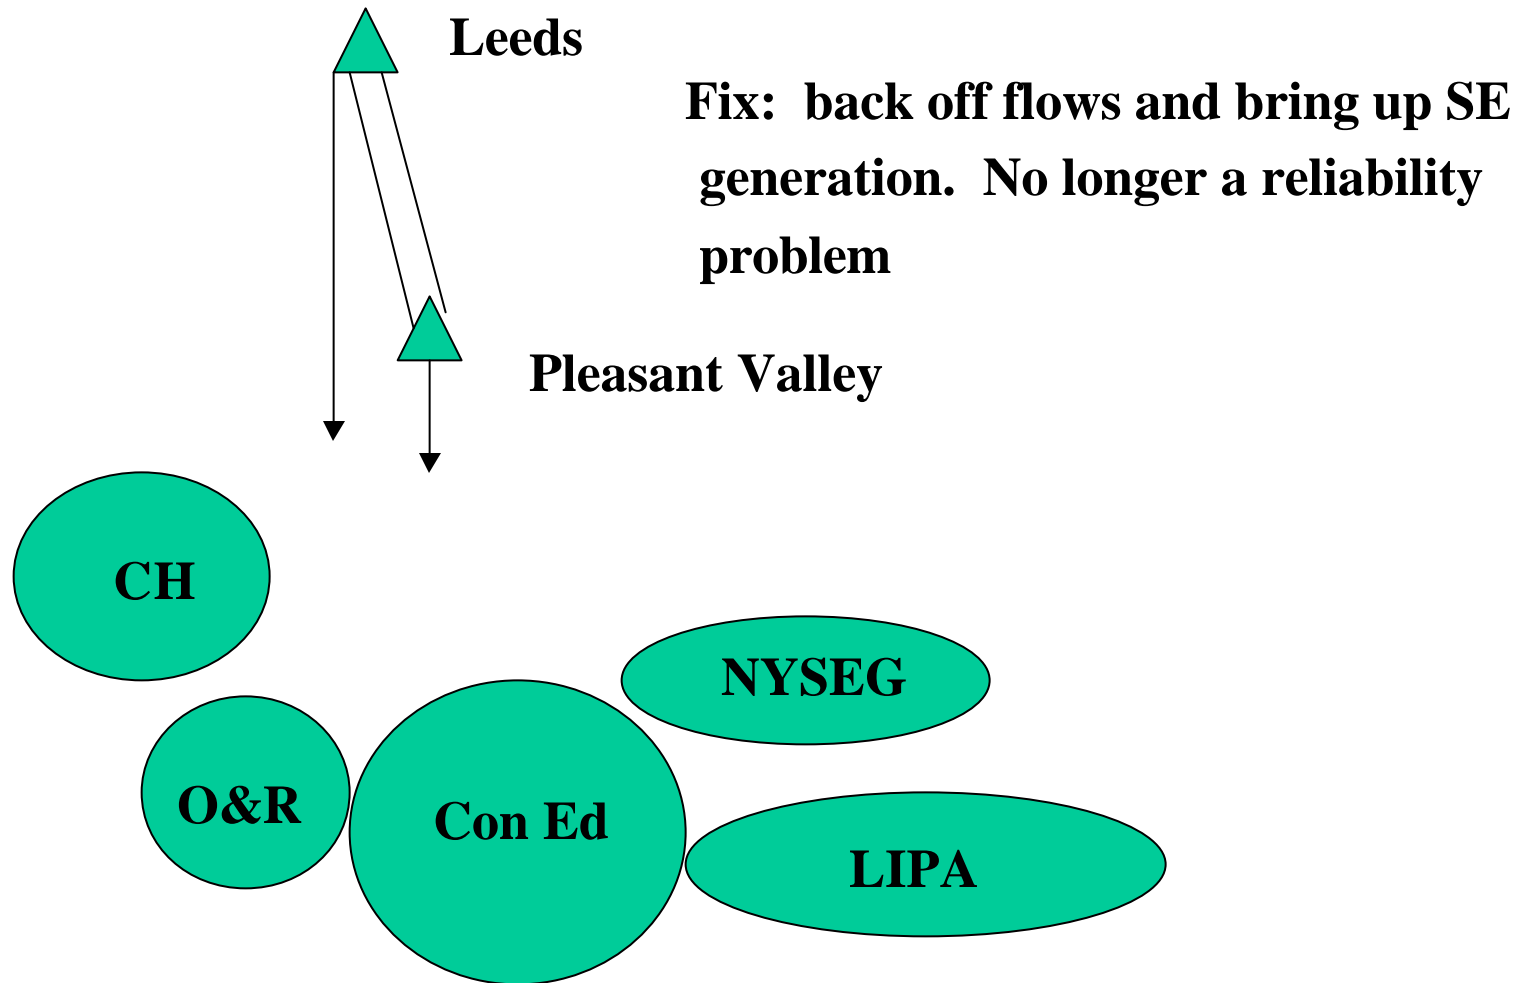 Leeds
Fix: back off flows and bring up SE
generation. No longer a reliability
problem
Pleasant Valley
CH
NYSEG
O&R
Con Ed
LIPA